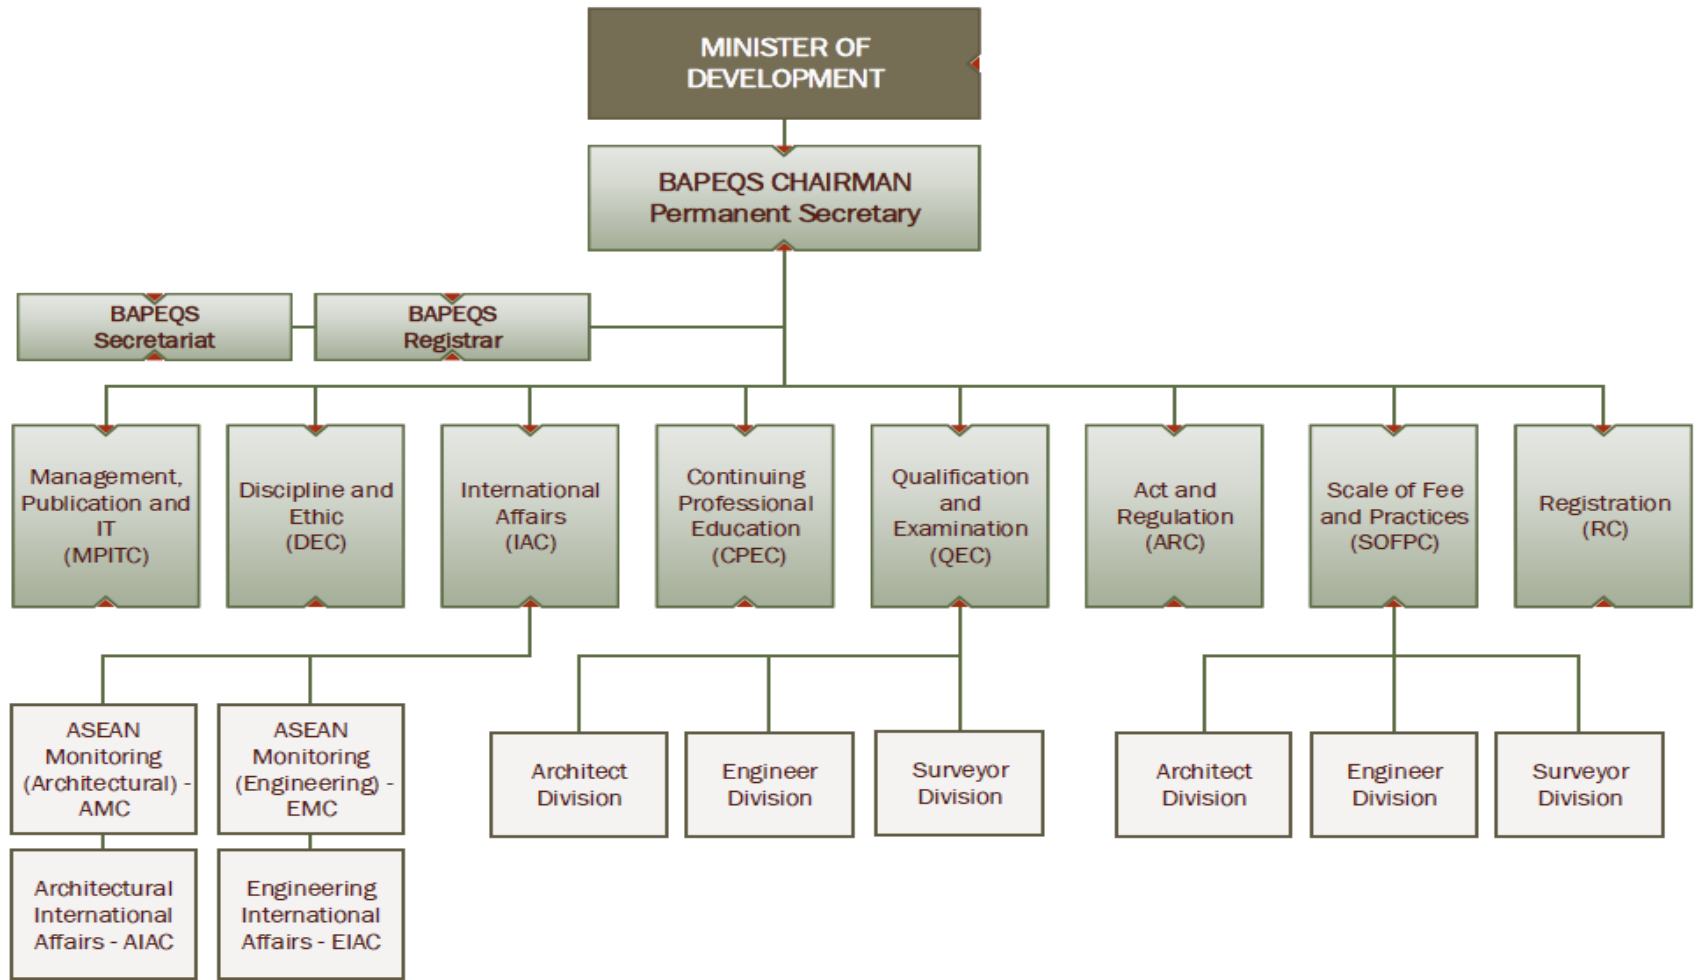 MINISTER OF
DEVELOPMENT
BAPEQS CHAIRMAN
Permanent Secretary
BAPEQS
Secretariat
BAPEQS
Registrar
Management,
Publication and
IT
(MPITC)
Discipline and
Ethic
(DEC)
International
Affairs
(IAC)
Continuing
Professional
Education
(CPEC)
Qualification
and
Examination
(QEC)
Act and
Regulation
(ARC)
Scale of Fee
and Practices
(SOFPC)
Registration
(RC)
ASEAN
Monitoring
(Architectural) -
AMC
ASEAN
Monitoring
(Engineering) -
EMC
Architect
Division
Engineer
Division
Surveyor
Division
Architect
Division
Engineer
Division
Surveyor
Division
Architectural
International
Affairs - AIAC
Engineering
International
Affairs - EIAC